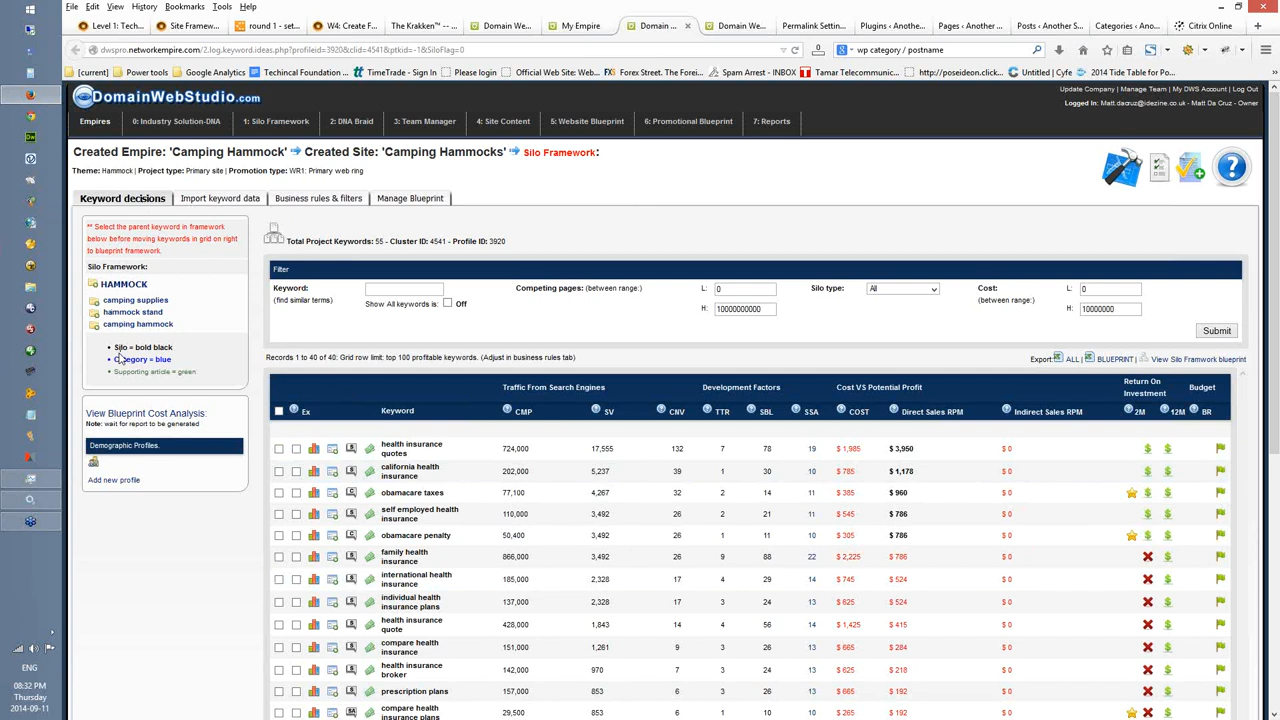 File Edit View History Bookmarks Tools Help
Level 1: Tech... Site Framew... round 1 - set... W4: Create F... The Krakken™ -... Domain We... My Empire Domain ... × Domain We... Permalink Setti... Plugins ‹ Anothe... Pages ‹ Another ... Posts ‹ Another S... Categories ‹ Ano... Citrix Online
dwspro.networkempire.com/2.log.keyword.ideas.php?profileid=3920&clid=4541&ptkid=-1&SiloFlag=0 wp category / postname
[current] Power tools Google Analytics Techincal Foundation ... TimeTrade - Sign In Please login Official Web Site: Web... Forex Street. The Forei... Spam Arrest - INBOX Tamar Telecommunic... http://poseidon.click... Untitled | Cyfe 2014 Tide Table for Po...
DomainWebStudio.com
Update Company | Manage Team | My DWS Account | Log Out
Logged In: Matt.dacruz@idezine.co.uk - Matt Da Cruz - Owner
Empires 0: Industry Solution-DNA 1: Silo Framework 2: DNA Braid 3: Team Manager 4: Site Content 5: Website Blueprint 6: Promotional Blueprint 7: Reports
Created Empire: 'Camping Hammock' Created Site: 'Camping Hammocks' Silo Framework:
Theme: Hammock | Project type: Primary site | Promotion type: WR1: Primary web ring
Keyword decisions Import keyword data Business rules & filters Manage Blueprint
** Select the parent keyword in framework
below before moving keywords in grid on right
to blueprint framework.
Silo Framework:
HAMMOCK
camping supplies
hammock stand
camping hammock
• Silo = bold black
• Category = blue
• Supporting article = green
View Blueprint Cost Analysis:
Note: wait for report to be generated
Demographic Profiles.
Add new profile
Total Project Keywords: 55 - Cluster ID: 4541 - Profile ID: 3920
Filter
Keyword: Competing pages: (between range:) L: 0 Silo type: All Cost: L: 0
(find similar terms) Show All keywords is: Off H: 10000000000 (between range:) H: 10000000
Submit
Records 1 to 40 of 40: Grid row limit: top 100 profitable keywords. (Adjust in business rules tab) Export: ALL | BLUEPRINT | View Silo Framwork blueprint
Traffic From Search Engines Development Factors Cost VS Potential Profit Return On Investment Budget
Ex Keyword CMP SV CNV TTR SBL SSA COST Direct Sales RPM Indirect Sales RPM 2M 12M BR
health insurance quotes 724,000 17,555 132 7 78 19 $ 1,985 $ 3,950 $ 0 $ $
california health insurance 202,000 5,237 39 1 30 10 $ 785 $ 1,178 $ 0 $ $
obamacare taxes 77,100 4,267 32 2 14 11 $ 385 $ 960 $ 0 $ $
self employed health insurance 110,000 3,492 26 2 21 11 $ 545 $ 786 $ 0 $ $
obamacare penalty 50,400 3,492 26 1 11 10 $ 305 $ 786 $ 0 $ $
family health insurance 866,000 3,492 26 9 88 22 $ 2,225 $ 786 $ 0 $
international health insurance 185,000 2,328 17 4 29 14 $ 745 $ 524 $ 0 $
individual health insurance plans 137,000 2,328 17 3 24 13 $ 625 $ 524 $ 0 $
health insurance quote 428,000 1,843 14 4 56 14 $ 1,425 $ 415 $ 0 $
compare health insurance 151,000 1,261 9 3 26 13 $ 665 $ 284 $ 0 $
health insurance broker 142,000 970 7 3 24 13 $ 625 $ 218 $ 0 $
prescription plans 157,000 853 6 3 26 13 $ 665 $ 192 $ 0 $
compare health insurance plans 29,500 853 6 1 10 10 $ 265 $ 192 $ 0 $
ENG
08:32 PM
Thursday
2014-09-11